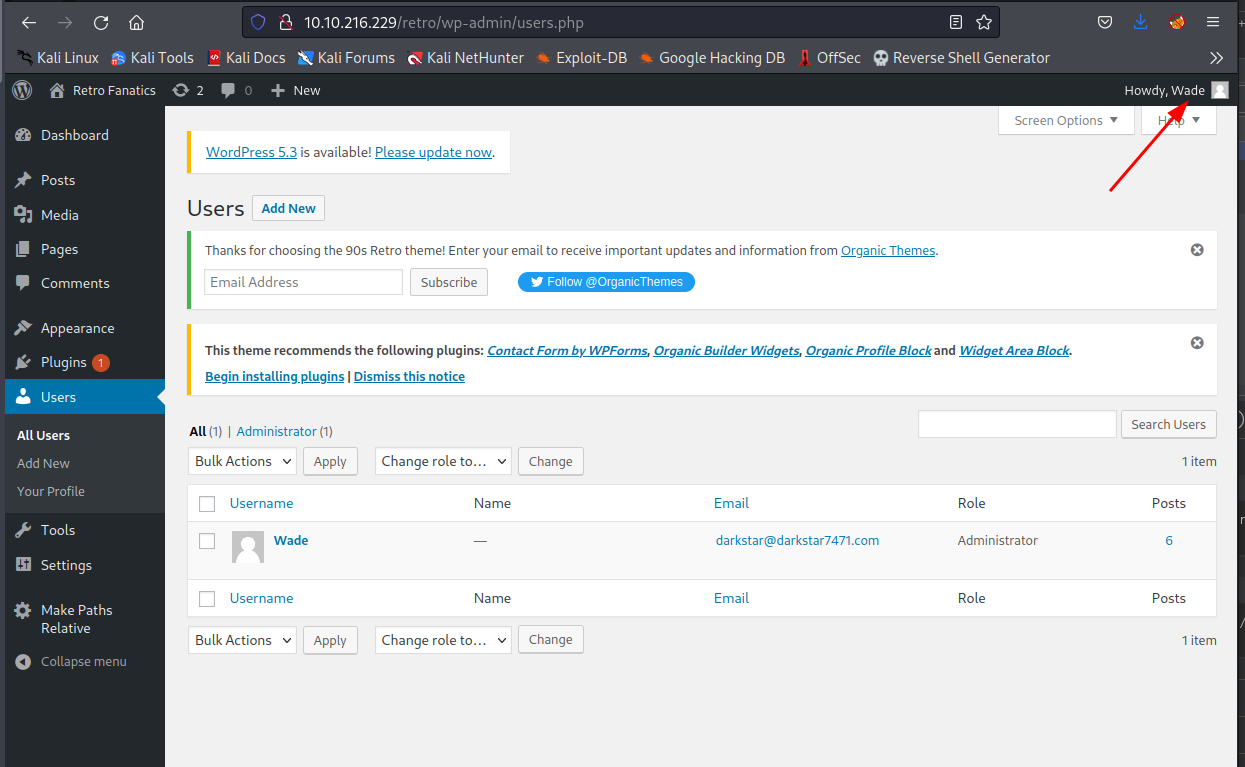 10.10.216.229/retro/wp-admin/users.php
Kali Linux Kali Tools Kali Docs Kali Forums Kali NetHunter Exploit-DB Google Hacking DB OffSec Reverse Shell Generator
Retro Fanatics 2 0 New Howdy, Wade
Screen Options Help
Dashboard
Posts
Media
Pages
Comments
Appearance
Plugins 1
Users
All Users
Add New
Your Profile
Tools
Settings
Make Paths
Relative
Collapse menu
WordPress 5.3 is available! Please update now.
Users Add New
Thanks for choosing the 90s Retro theme! Enter your email to receive important updates and information from Organic Themes.
Email Address Subscribe Follow @OrganicThemes
This theme recommends the following plugins: Contact Form by WPForms, Organic Builder Widgets, Organic Profile Block and Widget Area Block.
Begin installing plugins | Dismiss this notice
All (1) | Administrator (1)
Search Users
Bulk Actions Apply Change role to… Change 1 item
Username Name Email Role Posts
Wade — darkstar@darkstar7471.com Administrator 6
Username Name Email Role Posts
Bulk Actions Apply Change role to… Change 1 item